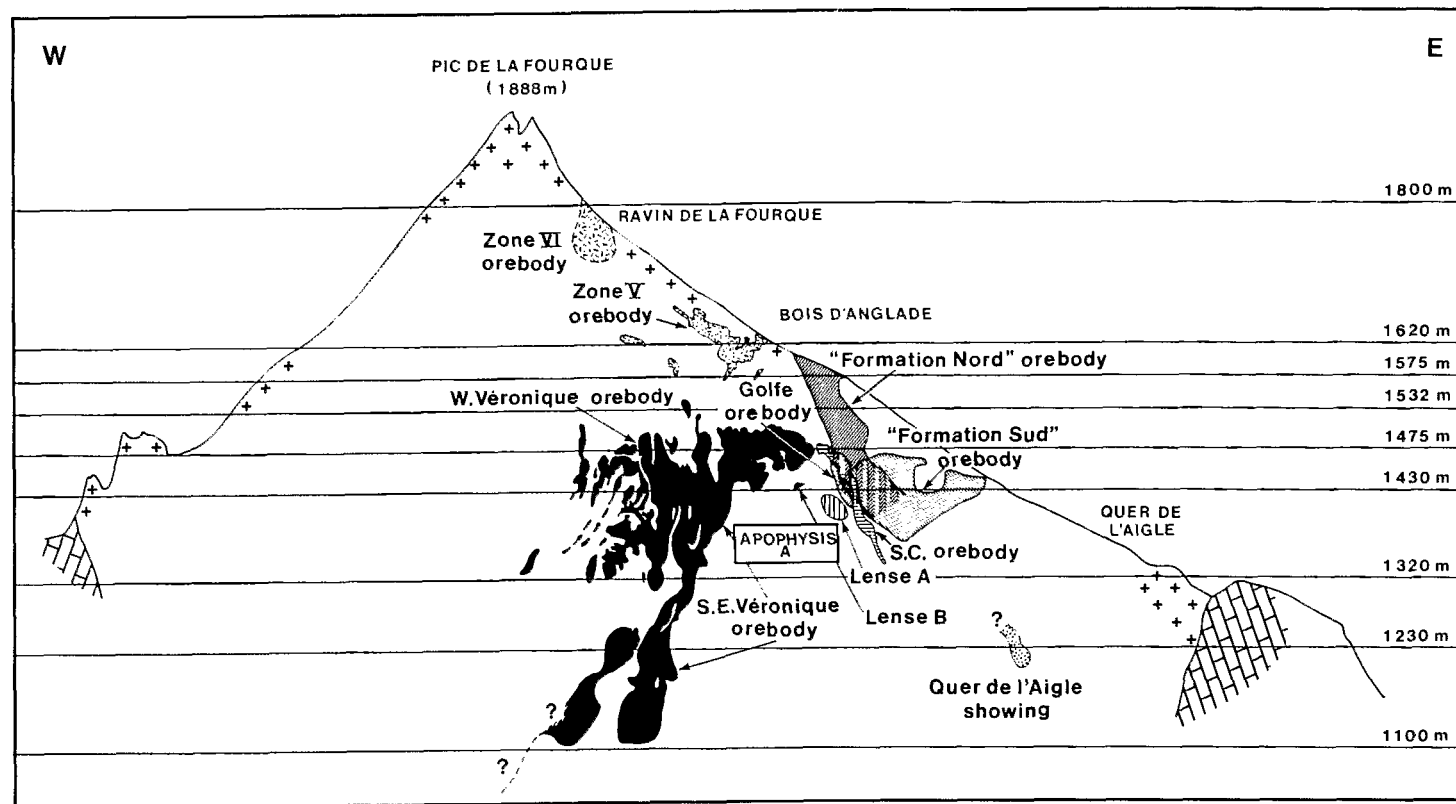 W
E
PIC DE LA FOURQUE
(1888m)
1800 m
RAVIN DE LA FOURQUE
Zone VI
orebody
Zone V
orebody
BOIS D'ANGLADE
1620 m
"Formation Nord" orebody
1575 m
W.Véronique orebody
Golfe
orebody
1532 m
"Formation Sud"
orebody
1475 m
1430 m
QUER DE
L'AIGLE
APOPHYSIS
A
S.C. orebody
Lense A
1320 m
S.E.Véronique
orebody
Lense B
?
1230 m
Quer de l'Aigle
showing
?
1100 m
?